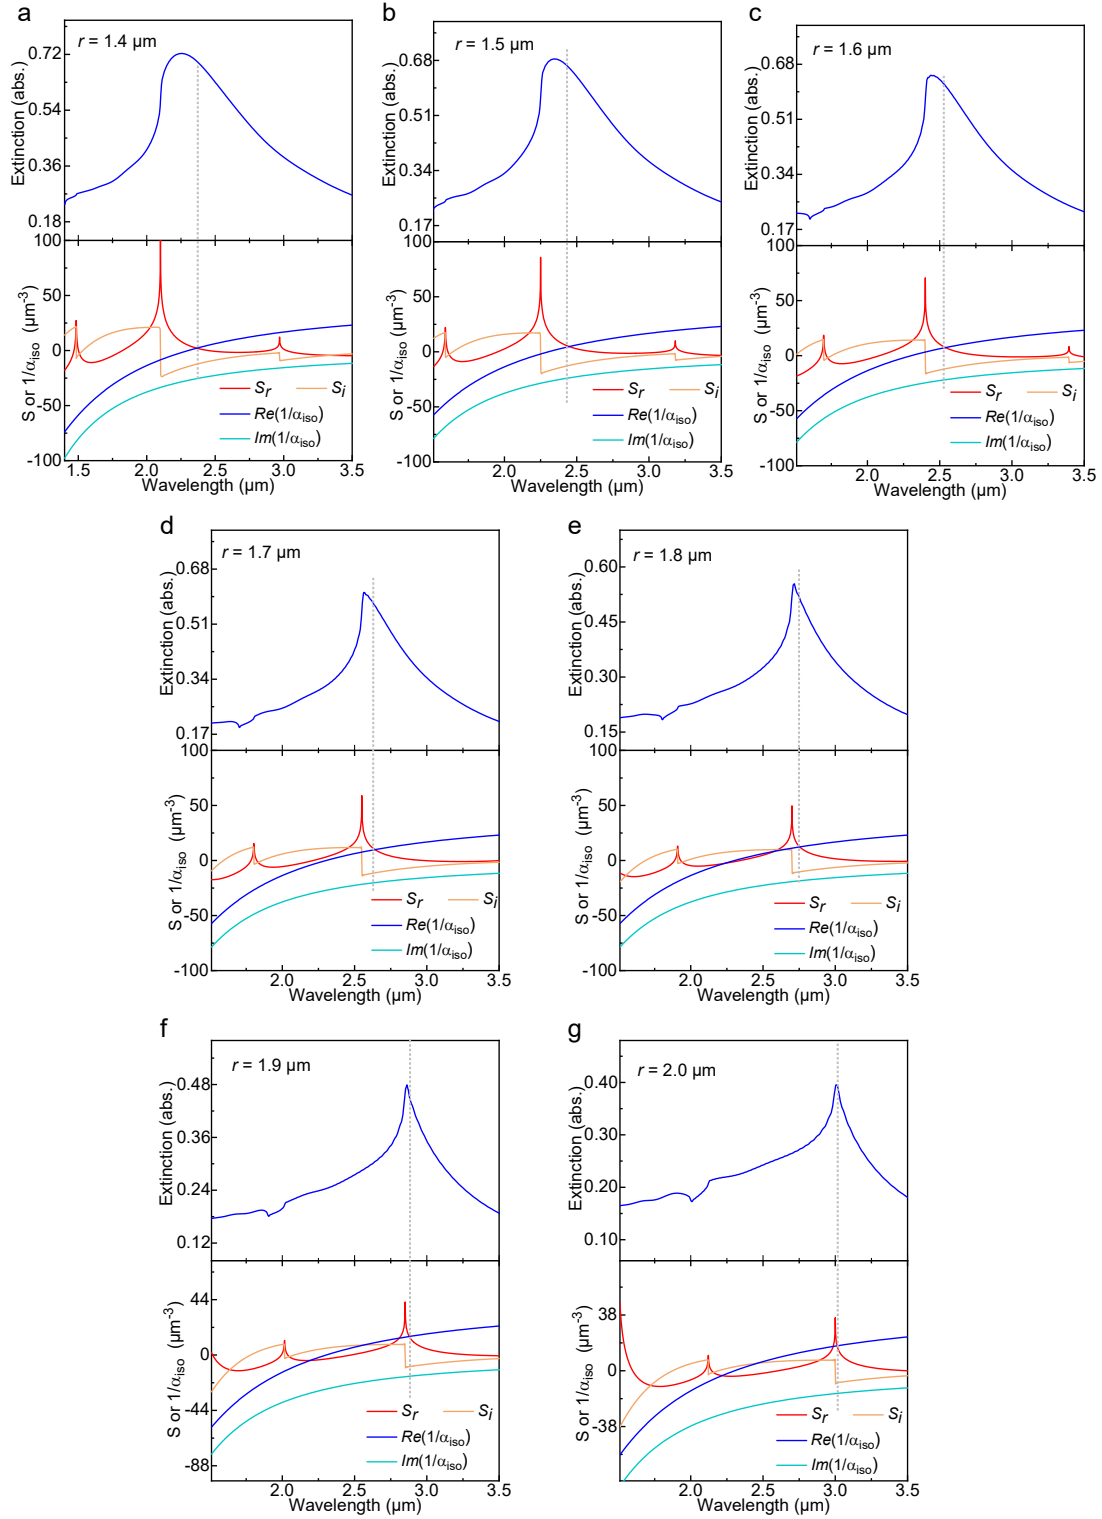 a
r = 1.4 µm
Extinction (abs.)
0.72
0.54
0.36
0.18
S or 1/α_iso (µm⁻³)
100
50
0
-50
-100
S_r
S_i
Re(1/α_iso)
Im(1/α_iso)
1.5
2.0
2.5
3.0
3.5
Wavelength (µm)
b
r = 1.5 µm
Extinction (abs.)
0.68
0.51
0.34
0.17
S or 1/α_iso (µm⁻³)
100
50
0
-50
-100
S_r
S_i
Re(1/α_iso)
Im(1/α_iso)
2.0
2.5
3.0
3.5
Wavelength (µm)
c
r = 1.6 µm
Extinction (abs.)
0.68
0.51
0.34
0.17
S or 1/α_iso (µm⁻³)
100
50
0
-50
-100
S_r
S_i
Re(1/α_iso)
Im(1/α_iso)
2.0
2.5
3.0
3.5
Wavelength (µm)
d
r = 1.7 µm
Extinction (abs.)
0.68
0.51
0.34
0.17
S or 1/α_iso (µm⁻³)
100
50
0
-50
-100
S_r
S_i
Re(1/α_iso)
Im(1/α_iso)
2.0
2.5
3.0
3.5
Wavelength (µm)
e
r = 1.8 µm
Extinction (abs.)
0.60
0.45
0.30
0.15
S or 1/α_iso (µm⁻³)
100
50
0
-50
-100
S_r
S_i
Re(1/α_iso)
Im(1/α_iso)
2.0
2.5
3.0
3.5
Wavelength (µm)
f
r = 1.9 µm
Extinction (abs.)
0.48
0.36
0.24
0.12
S or 1/α_iso (µm⁻³)
44
0
-44
-88
S_r
S_i
Re(1/α_iso)
Im(1/α_iso)
2.0
2.5
3.0
3.5
Wavelength (µm)
g
r = 2.0 µm
Extinction (abs.)
0.40
0.30
0.20
0.10
S or 1/α_iso (µm⁻³)
38
0
-38
S_r
S_i
Re(1/α_iso)
Im(1/α_iso)
2.0
2.5
3.0
3.5
Wavelength (µm)